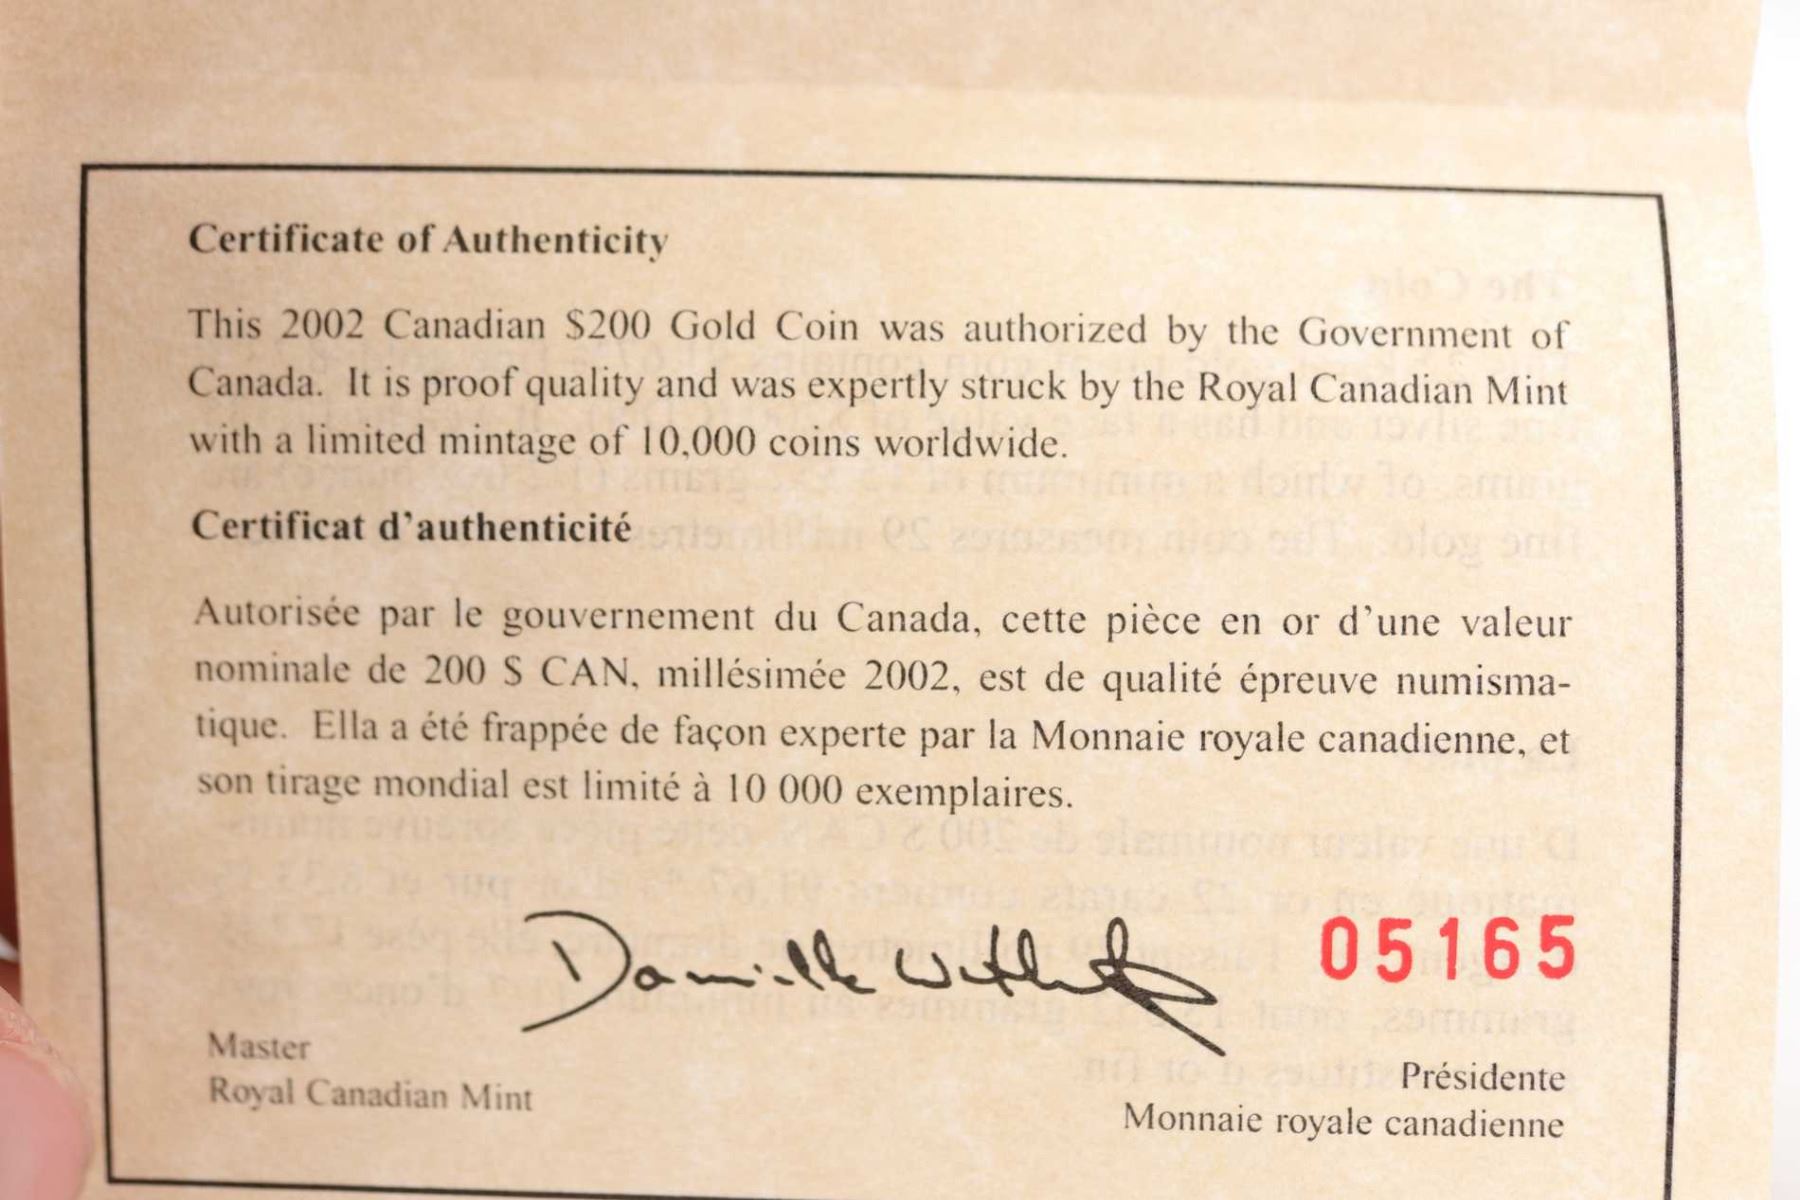 Certificate of Authenticity
This 2002 Canadian $200 Gold Coin was authorized by the Government of
Canada. It is proof quality and was expertly struck by the Royal Canadian Mint
with a limited mintage of 10,000 coins worldwide.
Certificat d'authenticité
Autorisée par le gouvernement du Canada, cette pièce en or d'une valeur
nominale de 200 $ CAN, millésimée 2002, est de qualité épreuve numisma-
tique. Ella a été frappée de façon experte par la Monnaie royale canadienne, et
son tirage mondial est limité à 10 000 exemplaires.
Danielle
05165
Master
Royal Canadian Mint
Présidente
Monnaie royale canadienne